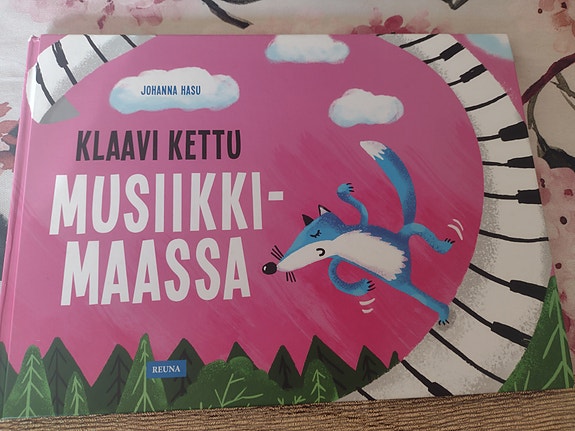 JOHANNA HASU
KLAAVI KETTU
MUSIIKKI-
MAASSA
REUNA